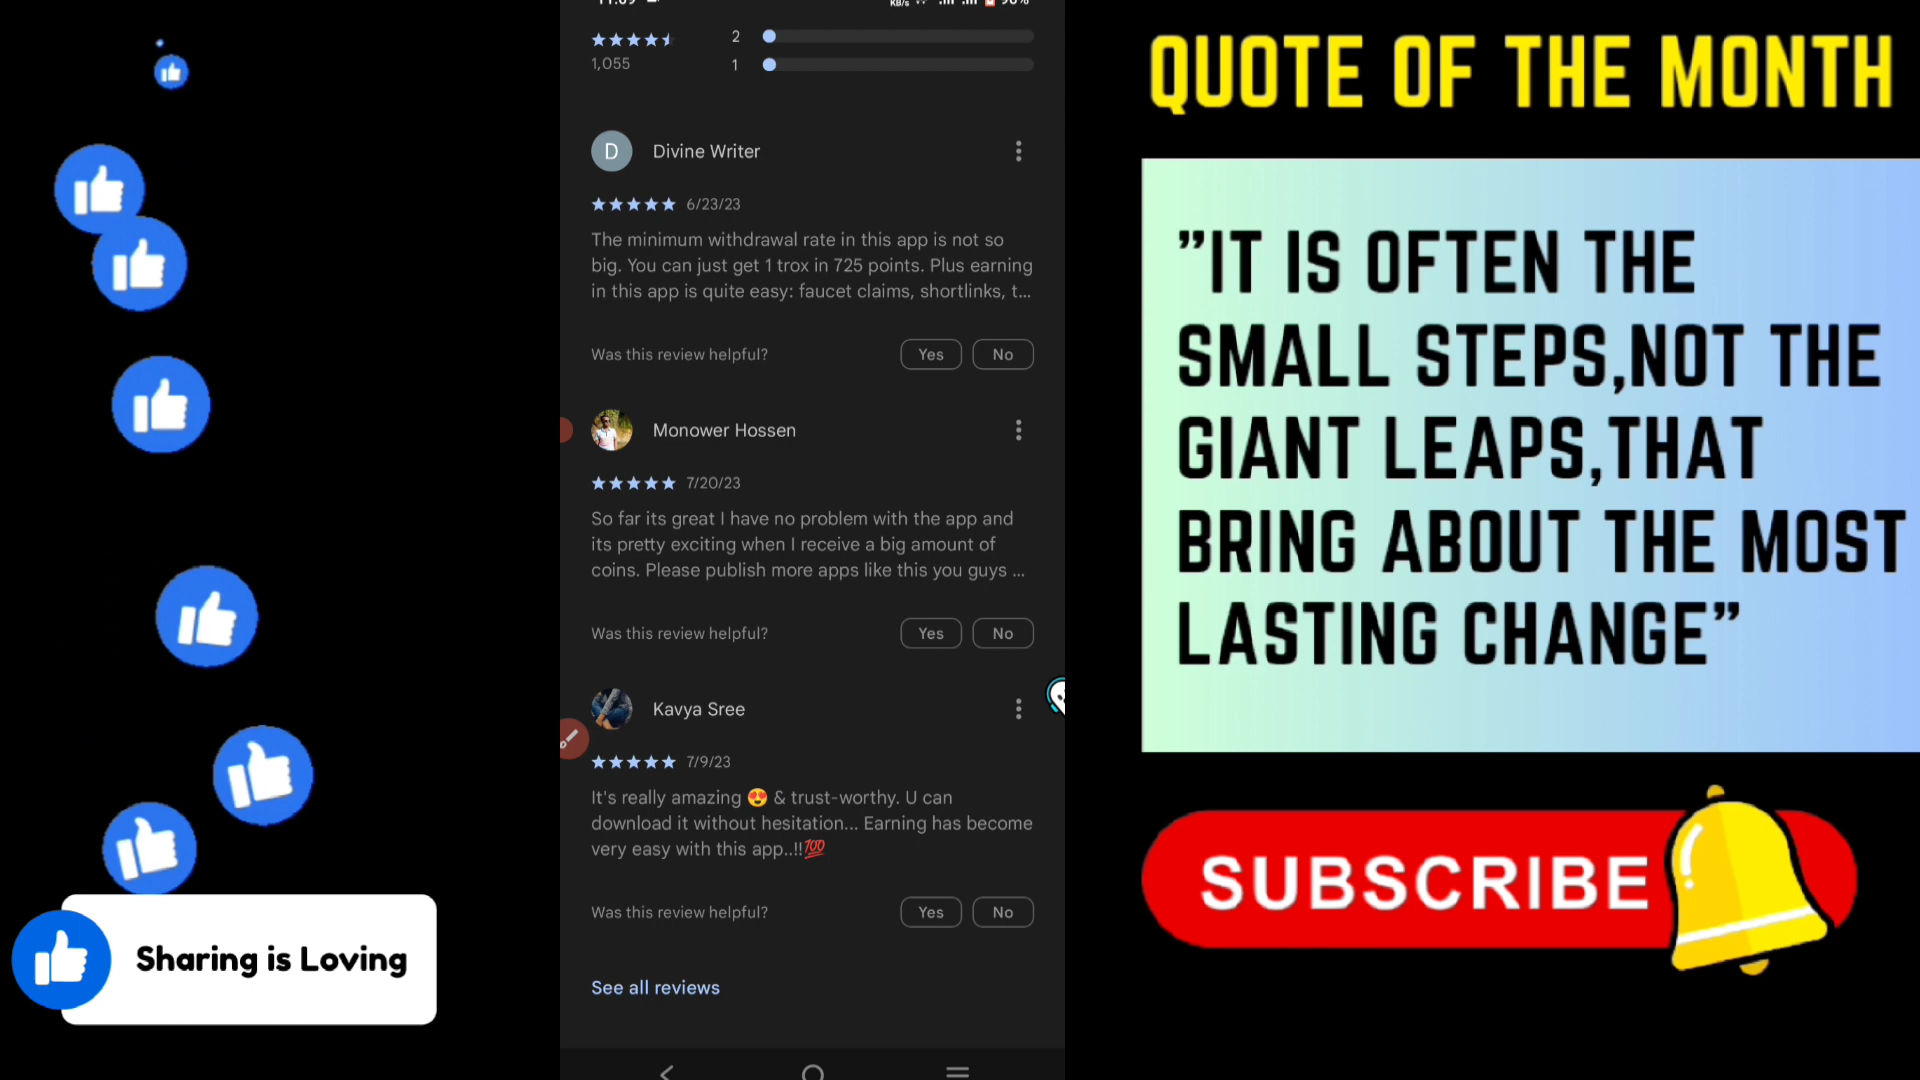 2
1,055
1
QUOTE OF THE MONTH
D
Divine Writer
6/23/23
The minimum withdrawal rate in this app is not so
big. You can just get 1 trox in 725 points. Plus earning
in this app is quite easy: faucet claims, shortlinks, t...
Was this review helpful?
Yes
No
Monower Hossen
7/20/23
So far its great I have no problem with the app and
its pretty exciting when I receive a big amount of
coins. Please publish more apps like this you guys ...
Was this review helpful?
Yes
No
Kavya Sree
7/9/23
It's really amazing 😍 & trust-worthy. U can
download it without hesitation... Earning has become
very easy with this app..!!💯
Was this review helpful?
Yes
No
See all reviews
”IT IS OFTEN THE
SMALL STEPS,NOT THE
GIANT LEAPS,THAT
BRING ABOUT THE MOST
LASTING CHANGE”
SUBSCRIBE
Sharing is Loving